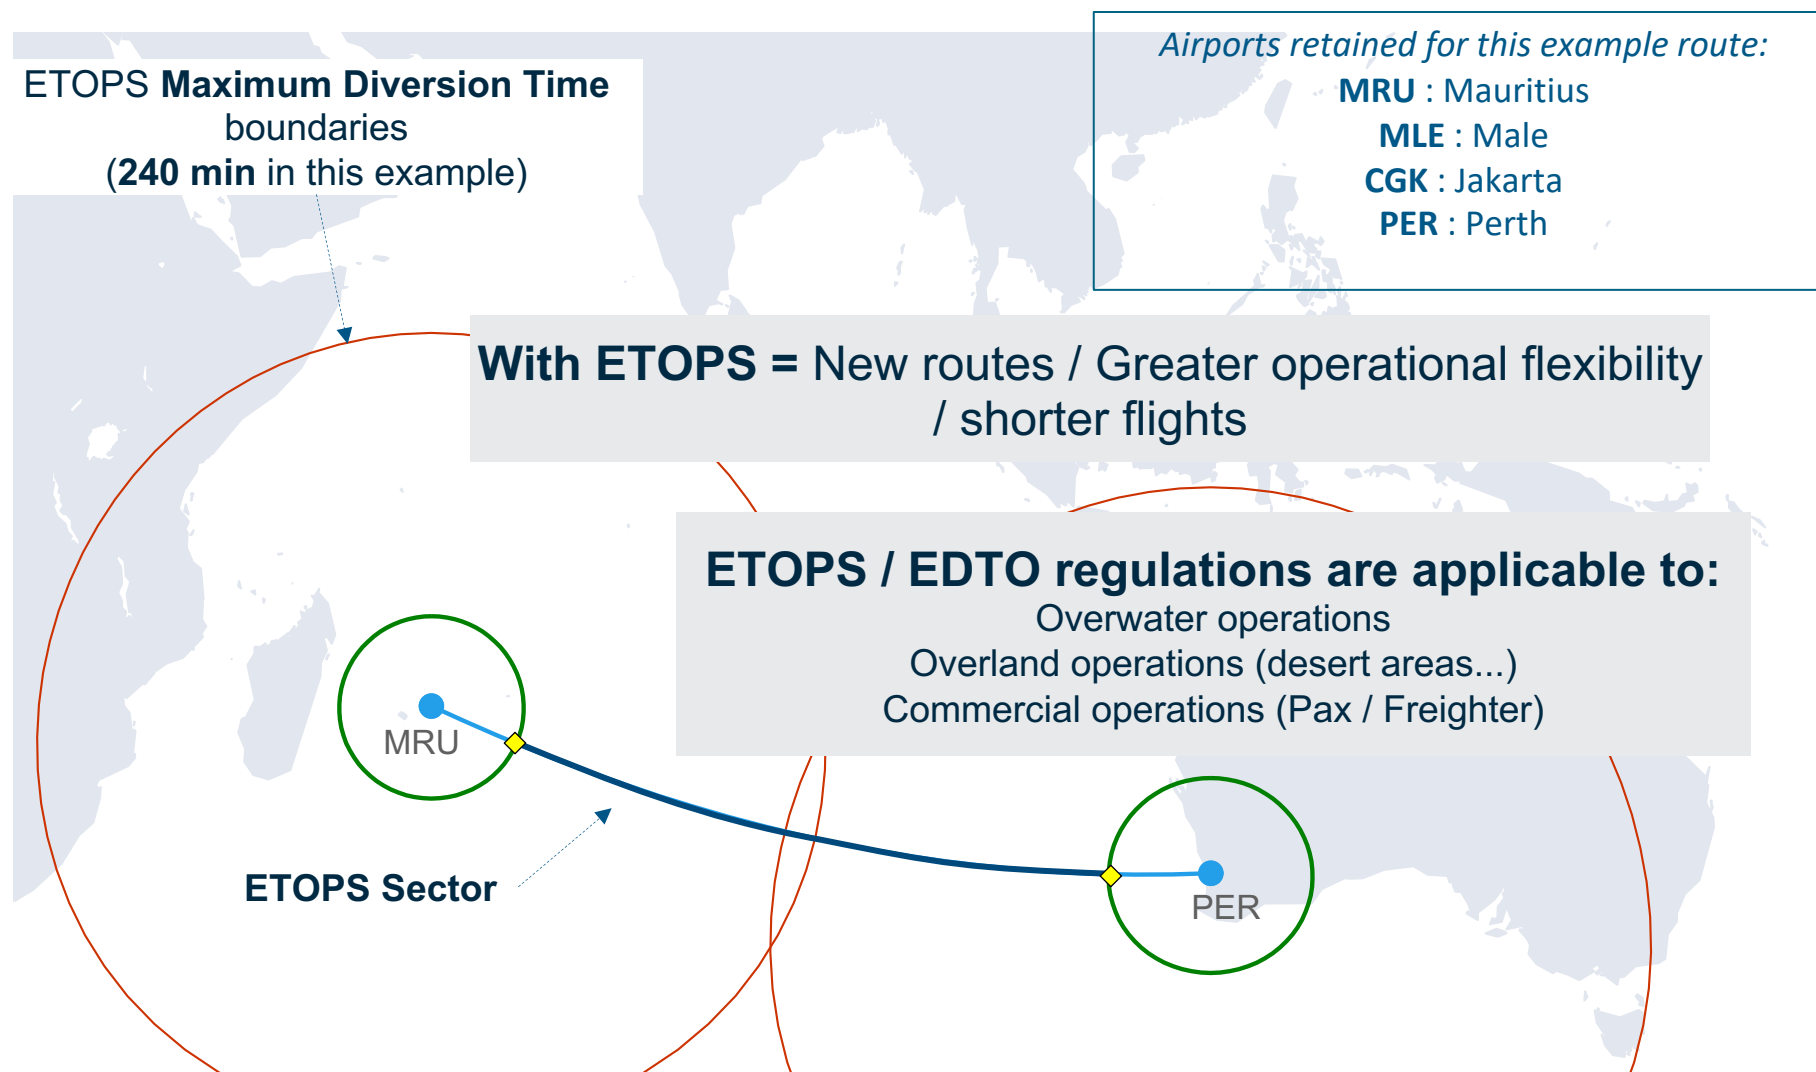 Airports retained for this example route:
MRU : Mauritius
MLE : Male
CGK : Jakarta
PER : Perth
ETOPS Maximum Diversion Time
boundaries
(240 min in this example)
With ETOPS = New routes / Greater operational flexibility
/ shorter flights
ETOPS / EDTO regulations are applicable to:
Overwater operations
Overland operations (desert areas...)
Commercial operations (Pax / Freighter)
MRU
ETOPS Sector
PER